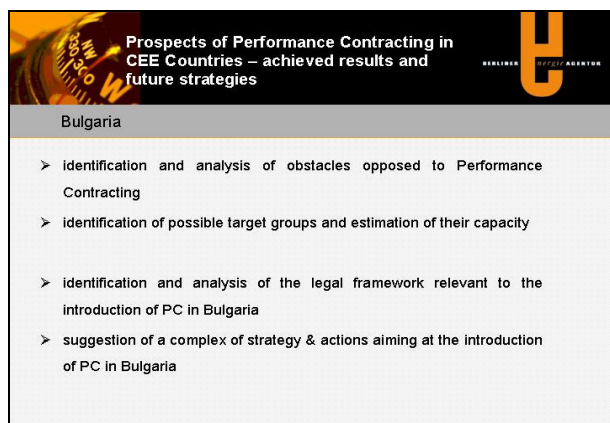 Prospects of Performance Contracting in
CEE Countries – achieved results and
future strategies
BERLINER energie AGENTUR
Bulgaria
➢ identification and analysis of obstacles opposed to Performance
Contracting
➢ identification of possible target groups and estimation of their capacity
➢ identification and analysis of the legal framework relevant to the
introduction of PC in Bulgaria
➢ suggestion of a complex of strategy & actions aiming at the introduction
of PC in Bulgaria